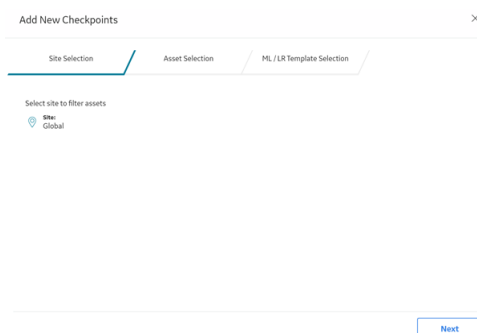 Add New Checkpoints
Site Selection
Asset Selection
ML / LR Template Selection
Select site to filter assets
Site:
Global
Next